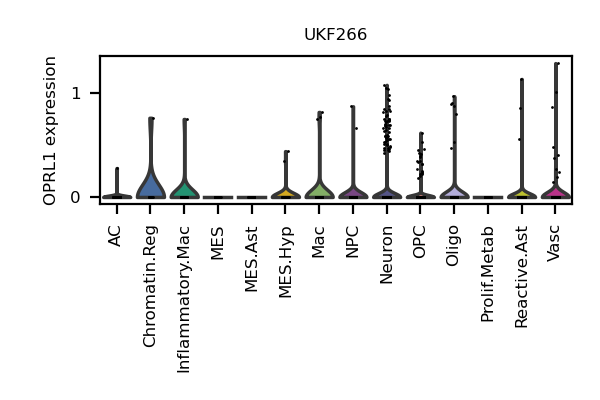 UKF266
OPRL1 expression
1
0
AC
Chromatin.Reg
Inflammatory.Mac
MES
MES.Ast
MES.Hyp
Mac
NPC
Neuron
OPC
Oligo
Prolif.Metab
Reactive.Ast
Vasc